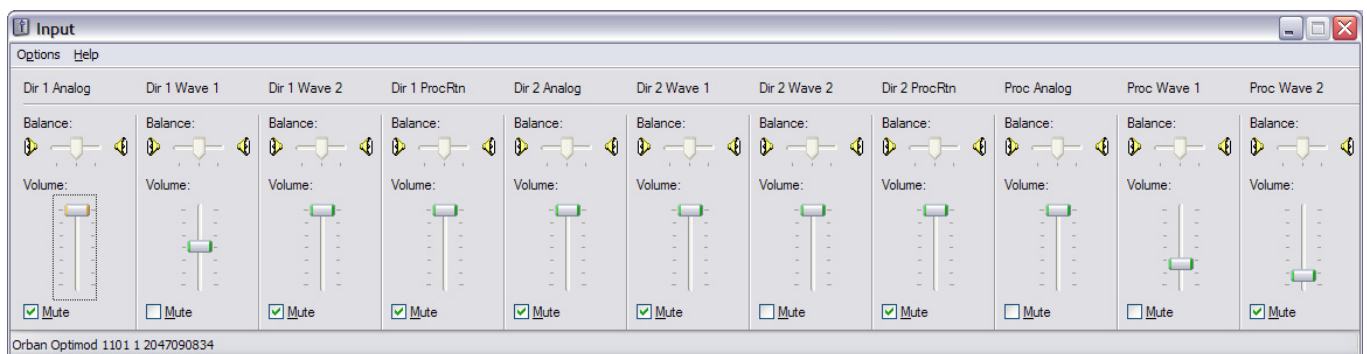 Input
Options Help
Dir 1 Analog Dir 1 Wave 1 Dir 1 Wave 2 Dir 1 ProcRtn Dir 2 Analog Dir 2 Wave 1 Dir 2 Wave 2 Dir 2 ProcRtn Proc Analog Proc Wave 1 Proc Wave 2
Balance: Balance: Balance: Balance: Balance: Balance: Balance: Balance: Balance: Balance: Balance:
Volume: Volume: Volume: Volume: Volume: Volume: Volume: Volume: Volume: Volume: Volume:
Mute Mute Mute Mute Mute Mute Mute Mute Mute Mute Mute
Orban Optimod 1101 1 2047090834